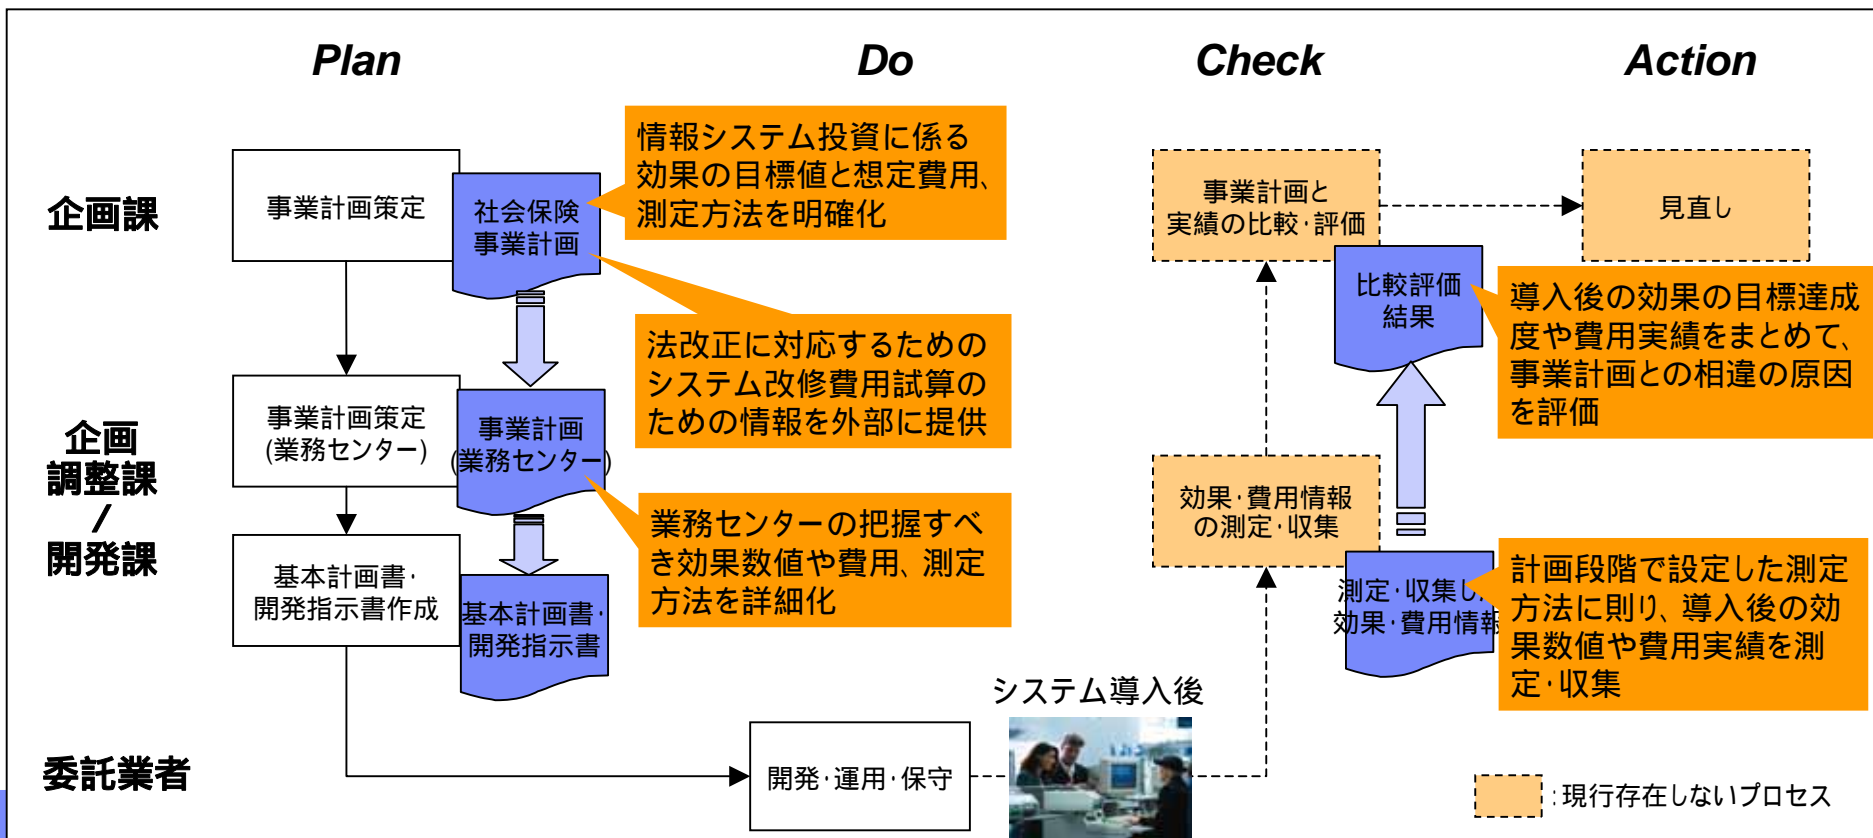 Plan
Do
Check
Action
企画課
事業計画策定
社会保険
事業計画
情報システム投資に係る
効果の目標値と想定費用、
測定方法を明確化
事業計画と
実績の比較・評価
見直し
比較評価
結果
導入後の効果の目標達成
度や費用実績をまとめて、
事業計画との相違の原因
を評価
法改正に対応するための
システム改修費用試算の
ための情報を外部に提供
企画
調整課
/
開発課
事業計画策定
(業務センター)
事業計画
(業務センター)
業務センターの把握すべ
き効果数値や費用、測定
方法を詳細化
効果・費用情報
の測定・収集
基本計画書・
開発指示書作成
基本計画書・
開発指示書
測定・収集した
効果・費用情報
計画段階で設定した測定
方法に則り、導入後の効
果数値や費用実績を測
定・収集
委託業者
開発・運用・保守
システム導入後
:現行存在しないプロセス